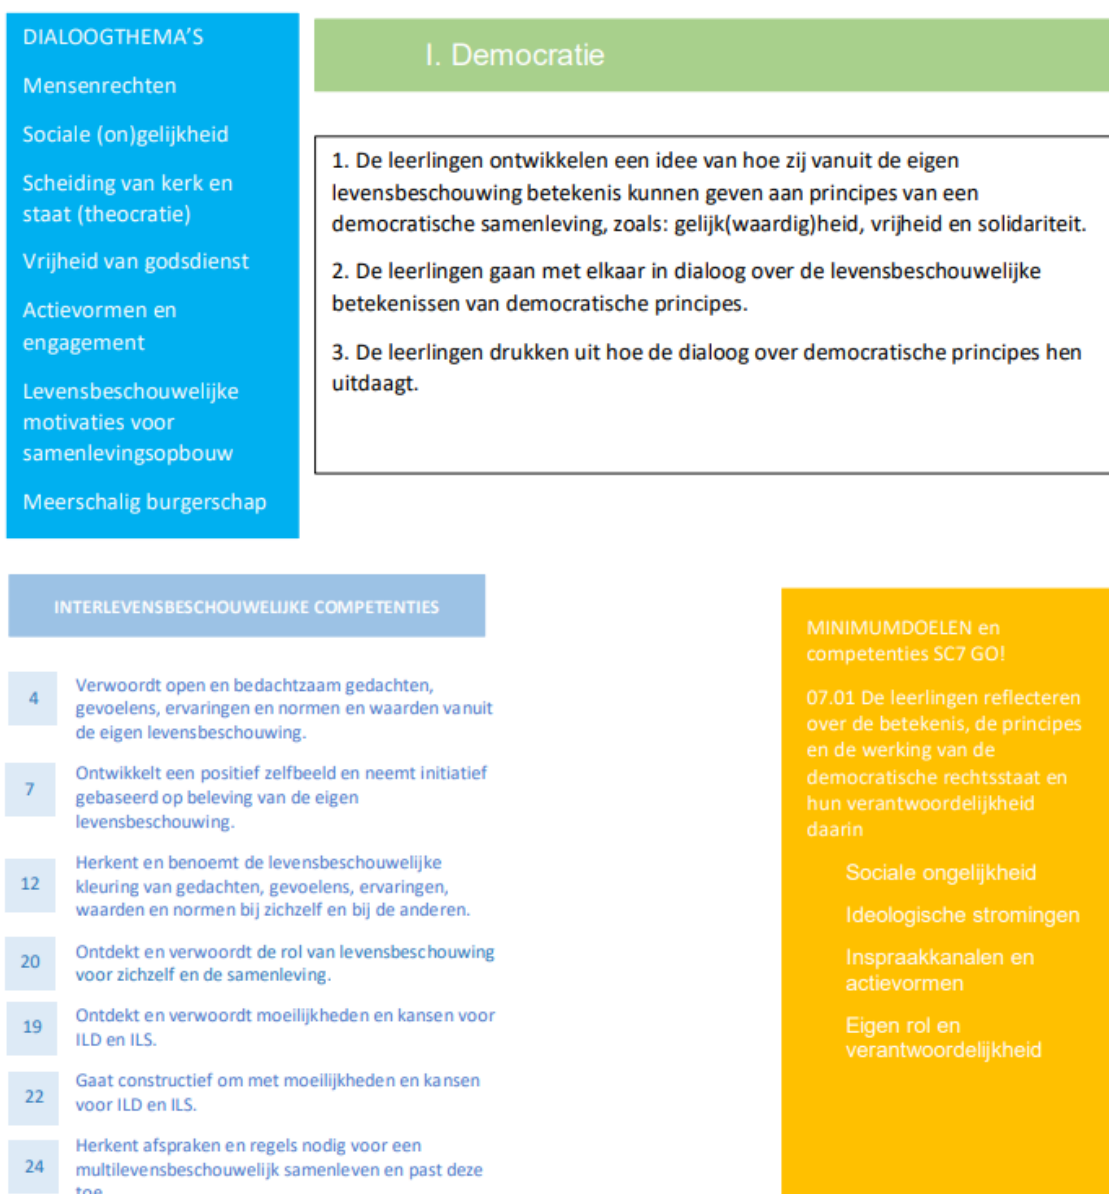 DIALOOGTHEMA’S
Mensenrechten
Sociale (on)gelijkheid
Scheiding van kerk en
staat (theocratie)
Vrijheid van godsdienst
Actievormen en
engagement
Levensbeschouwelijke
motivaties voor
samenlevingsopbouw
Meerschalig burgerschap
I. Democratie
1. De leerlingen ontwikkelen een idee van hoe zij vanuit de eigen
levensbeschouwing betekenis kunnen geven aan principes van een
democratische samenleving, zoals: gelijk(waardig)heid, vrijheid en solidariteit.
2. De leerlingen gaan met elkaar in dialoog over de levensbeschouwelijke
betekenissen van democratische principes.
3. De leerlingen drukken uit hoe de dialoog over democratische principes hen
uitdaagt.
INTERLEVENSBESCHOUWELIJKE COMPETENTIES
4 Verwoordt open en bedachtzaam gedachten,
gevoelens, ervaringen en normen en waarden vanuit
de eigen levensbeschouwing.
7 Ontwikkelt een positief zelfbeeld en neemt initiatief
gebaseerd op beleving van de eigen
levensbeschouwing.
12 Herkent en benoemt de levensbeschouwelijke
kleuring van gedachten, gevoelens, ervaringen,
waarden en normen bij zichzelf en bij de anderen.
20 Ontdekt en verwoordt de rol van levensbeschouwing
voor zichzelf en de samenleving.
19 Ontdekt en verwoordt moeilijkheden en kansen voor
ILD en ILS.
22 Gaat constructief om met moeilijkheden en kansen
voor ILD en ILS.
24 Herkent afspraken en regels nodig voor een
multilevensbeschouwelijk samenleven en past deze
toe
MINIMUMDOELEN en
competenties SC7 GO!
07.01 De leerlingen reflecteren
over de betekenis, de principes
en de werking van de
democratische rechtsstaat en
hun verantwoordelijkheid
daarin
Sociale ongelijkheid
Ideologische stromingen
Inspraakkanalen en
actievormen
Eigen rol en
verantwoordelijkheid